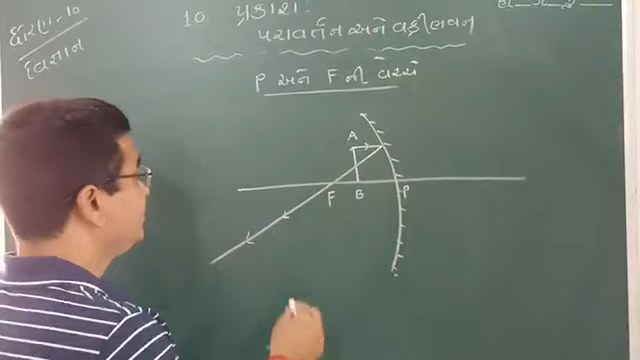 ધોરણ-10
વિજ્ઞાન
10 પ્રકાશ:
પરાવર્તન અને વક્રીભવન
P અને F ની વચ્ચે
A
F B P